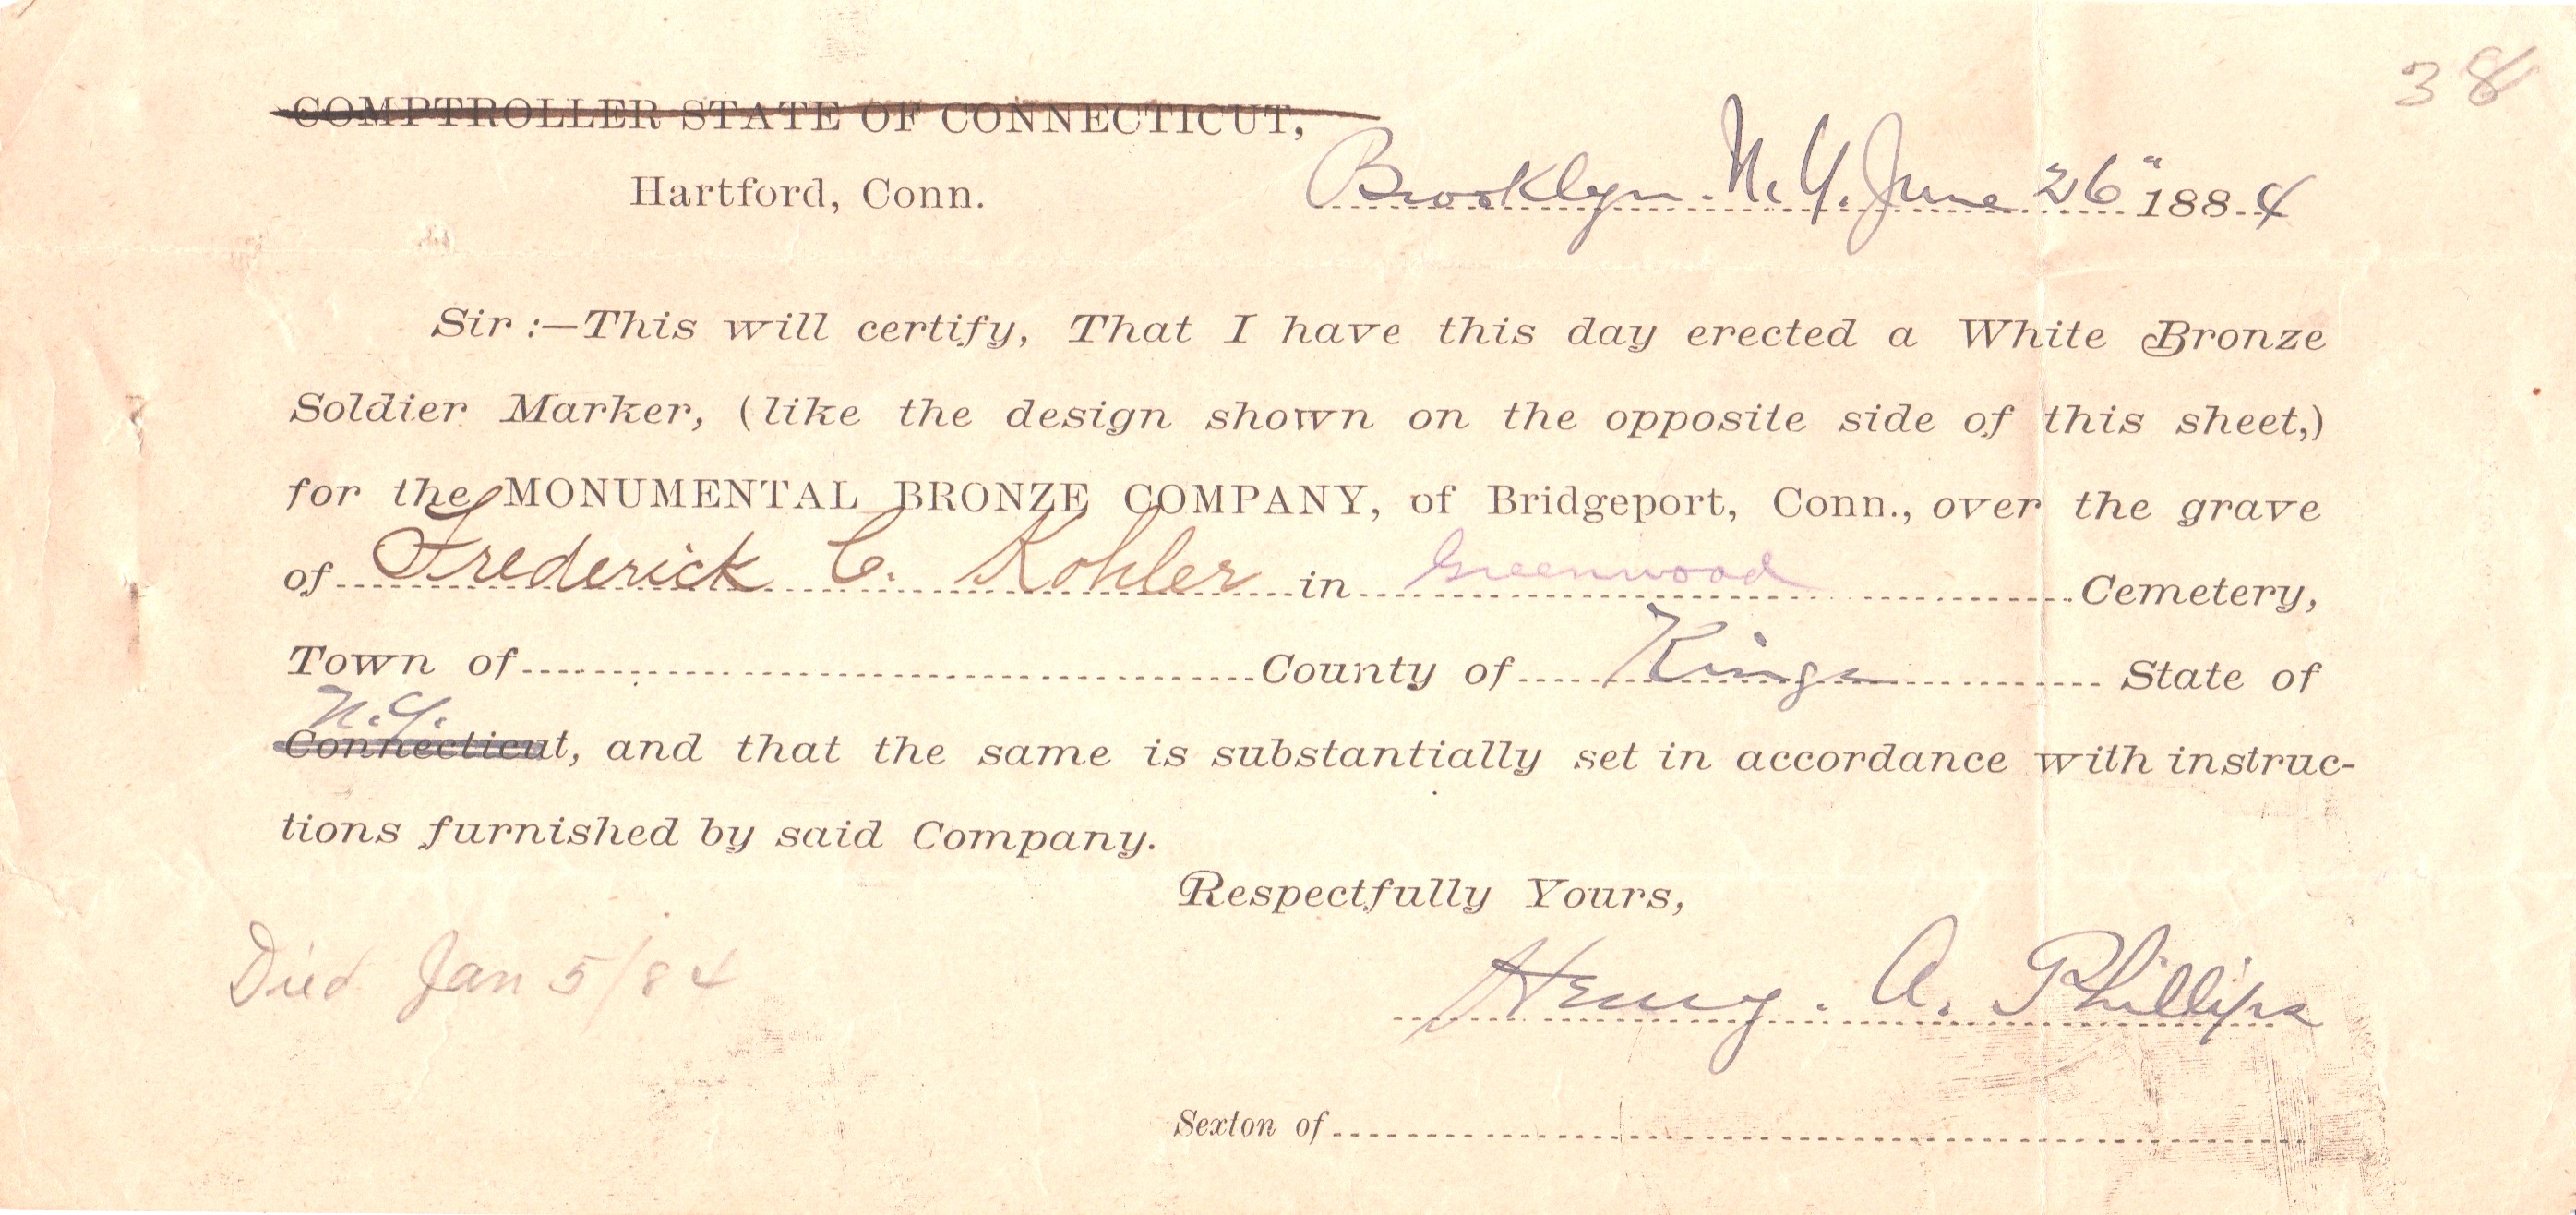 38
COMPTROLLER STATE OF CONNECTICUT,
Hartford, Conn.
Brooklyn. N. Y. June 26" 1884
Sir:—This will certify, That I have this day erected a White Bronze
Soldier Marker, (like the design shown on the opposite side of this sheet,)
for the MONUMENTAL BRONZE COMPANY, of Bridgeport, Conn., over the grave
of Frederick C. Kohler in Greenwood Cemetery,
Town of County of Kings State of
N.Y.
Connecticut, and that the same is substantially set in accordance with instruc-
tions furnished by said Company.
Respectfully Yours,
Died Jan 5/84
Henry. A. Phillips
Sexton of